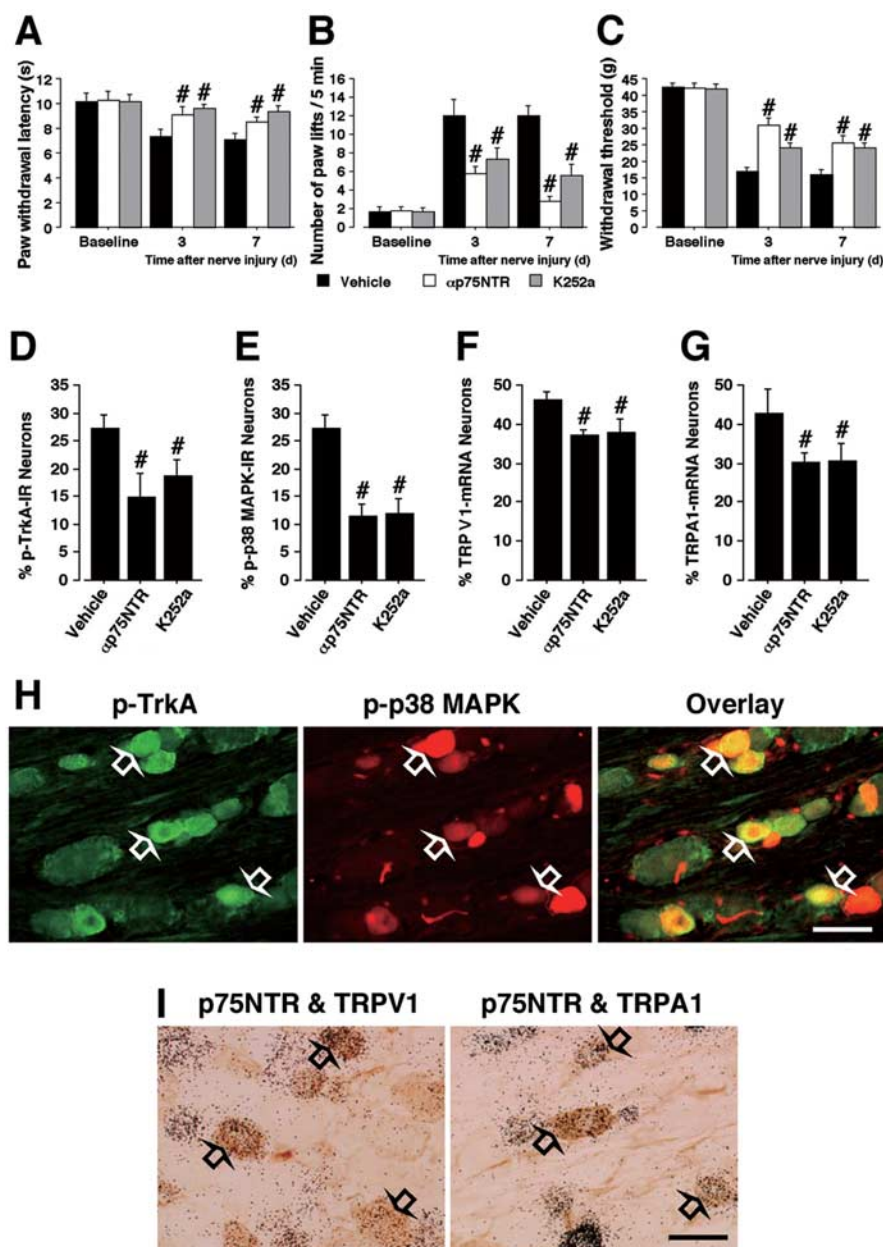 A
Paw withdrawal latency (s)
12
10
8
6
4
2
0
# #
# #
Baseline 3 7
Time after nerve injury (d)
B
Number of paw lifts / 5 min
16
14
12
10
8
6
4
2
0
# #
# #
Baseline 3 7
Time after nerve injury (d)
C
Withdrawal threshold (g)
45
40
35
30
25
20
15
10
5
0
# #
# #
Baseline 3 7
Time after nerve injury (d)
Vehicle αp75NTR K252a
D
% p-TrkA-IR Neurons
35
30
25
20
15
10
5
0
# #
Vehicle
αp75NTR
K252a
E
% p-p38 MAPK-IR Neurons
35
30
25
20
15
10
5
0
# #
Vehicle
αp75NTR
K252a
F
% TRPV1-mRNA Neurons
50
40
30
20
10
0
# #
Vehicle
αp75NTR
K252a
G
% TRPA1-mRNA Neurons
50
40
30
20
10
0
# #
Vehicle
αp75NTR
K252a
H
p-TrkA p-p38 MAPK Overlay
I
p75NTR & TRPV1 p75NTR & TRPA1